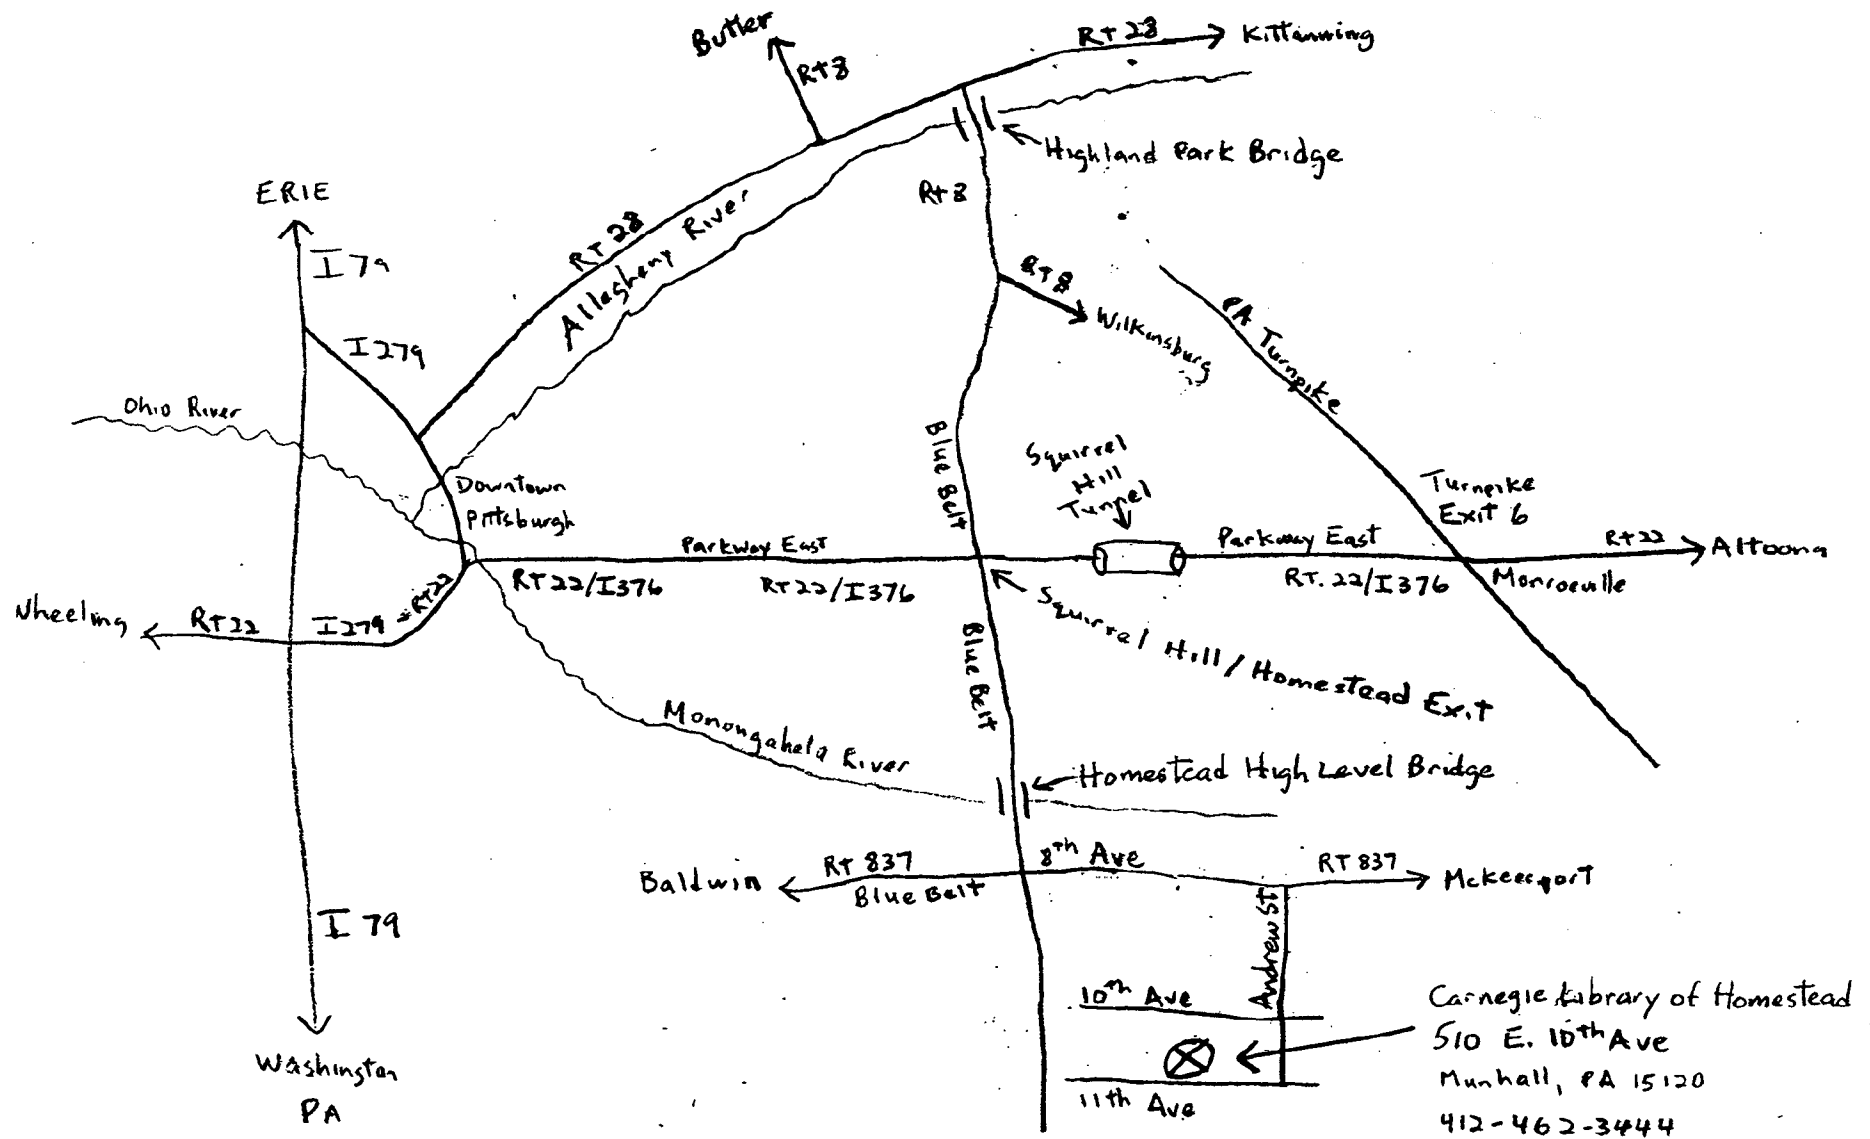 Butler
Rt 8
Rt 28
Kittanning
Highland Park Bridge
ERIE
I 79
Rt 28
Allegheny River
Rt 8
Rt 8
Wilkinsburg
PA Turnpike
I 279
Ohio River
Downtown
Pittsburgh
Blue Belt
Squirrel
Hill
Tunnel
Turnpike
Exit 6
Parkway East
Parkway East
Rt 22
Altoona
RT 22/I376
RT 22/I376
RT. 22/I376
Monroeville
Wheeling
Rt 22
I 279
RT 22
Squirrel Hill / Homestead Exit
Blue Belt
Monongahela River
Homestead High Level Bridge
Baldwin
RT 837
Blue Belt
8th Ave
RT 837
McKeesport
I 79
Andrew St
10th Ave
Carnegie Library of Homestead
510 E. 10th Ave
Munhall, PA 15120
412-462-3444
11th Ave
Washington
PA